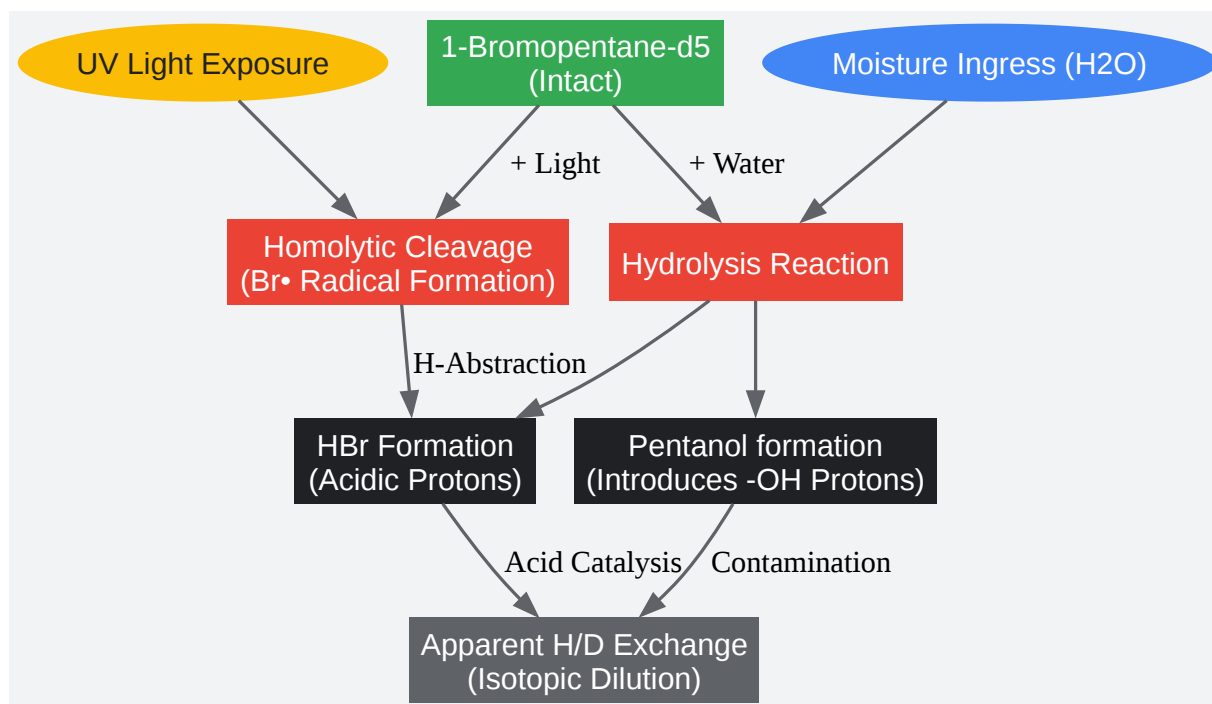 UV Light Exposure
1-Bromopentane-d5
(Intact)
Moisture Ingress (H2O)
+ Light
+ Water
Homolytic Cleavage
(Br• Radical Formation)
Hydrolysis Reaction
H-Abstraction
HBr Formation
(Acidic Protons)
Pentanol formation
(Introduces -OH Protons)
Acid Catalysis
Contamination
Apparent H/D Exchange
(Isotopic Dilution)